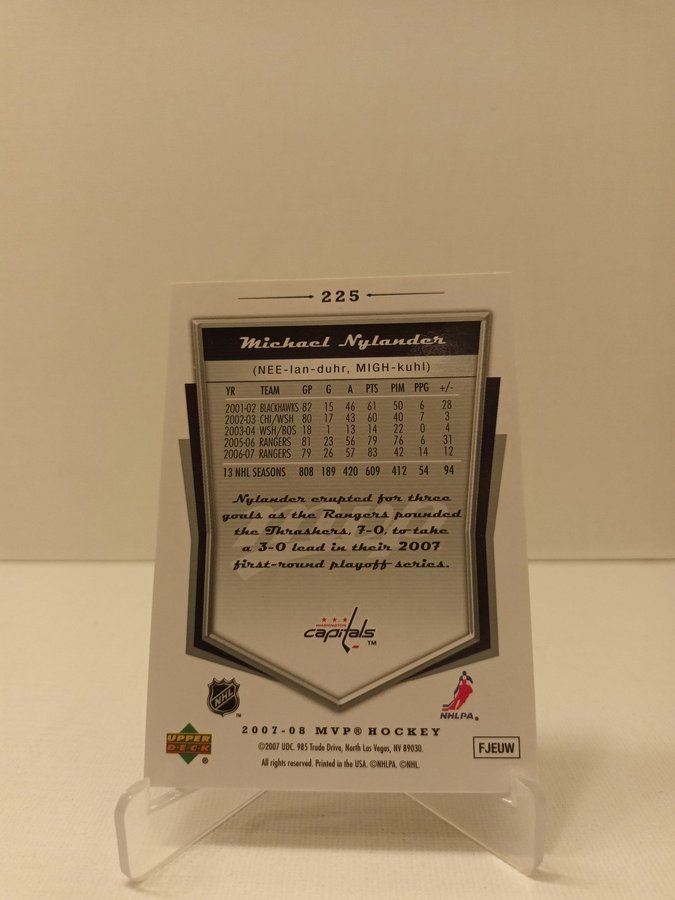 225
Michael Nylander
(NEE-lan-duhr, MIGH-kuhl)
YR TEAM GP G A PTS PIM PPG +/-
2001-02 BLACKHAWKS 82 15 46 61 50 6 28
2002-03 CHI/WSH 80 17 43 60 40 7 3
2003-04 WSH/BOS 18 1 13 14 22 0 4
2005-06 RANGERS 81 23 56 79 76 6 31
2006-07 RANGERS 79 26 57 83 42 14 12
13 NHL SEASONS 808 189 420 609 412 54 94
Nylander erupted for three
goals as the Rangers pounded
the Thrashers, 7-0, to take
a 3-0 lead in their 2007
first-round playoff series.
WASHINGTON
capitals™
NHL™
NHLPA®
2007-08 MVP® HOCKEY
UPPER
DECK®
©2007 UDC. 985 Trade Drive, North Las Vegas, NV 89030.
All rights reserved. Printed in the USA. ©NHLPA. ©NHL.
FJEUW